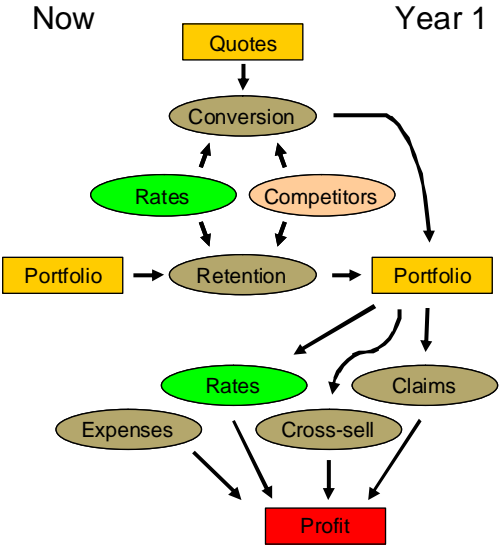 Now
Year 1
Quotes
Conversion
Rates
Competitors
Portfolio
Retention
Portfolio
Rates
Claims
Expenses
Cross-sell
Profit